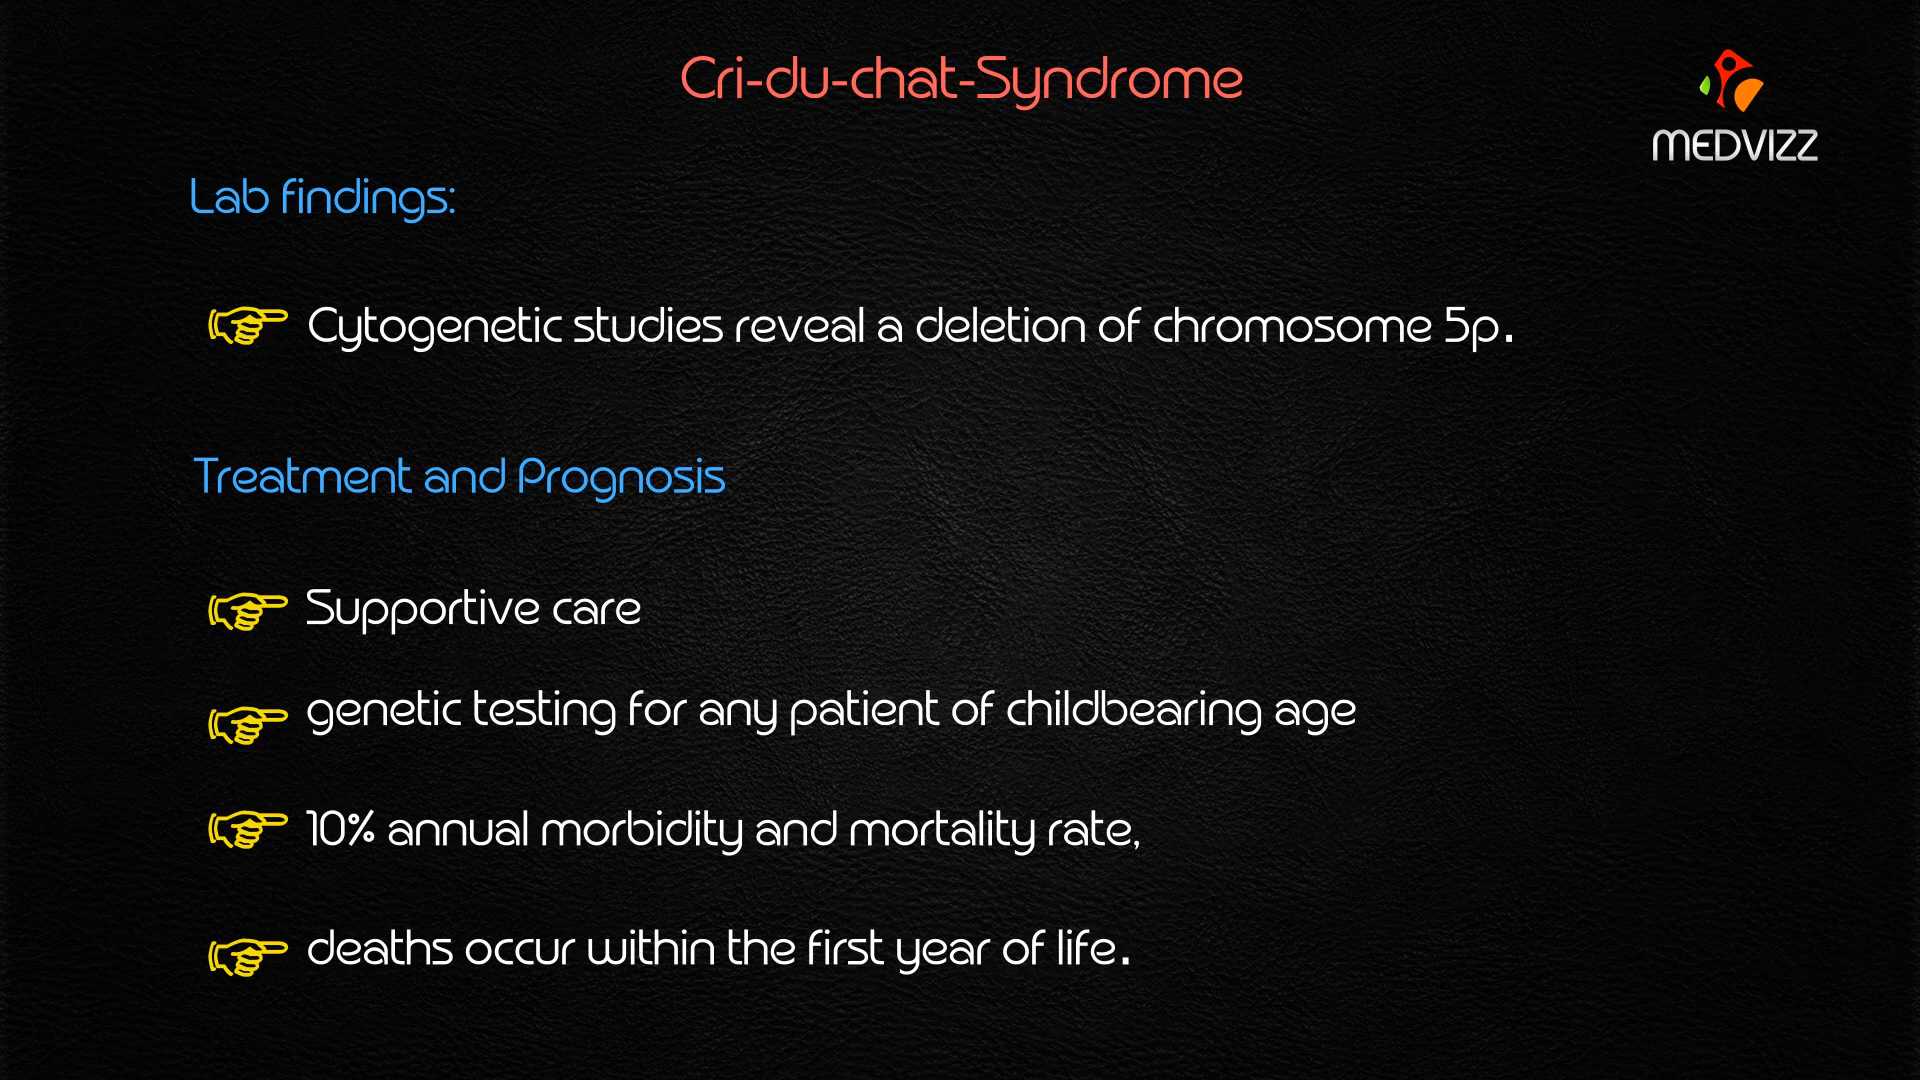 Cri-du-chat-Syndrome
MEDVIZZ
Lab findings:
Cytogenetic studies reveal a deletion of chromosome 5p.
Treatment and Prognosis
Supportive care
genetic testing for any patient of childbearing age
10% annual morbidity and mortality rate,
deaths occur within the first year of life.